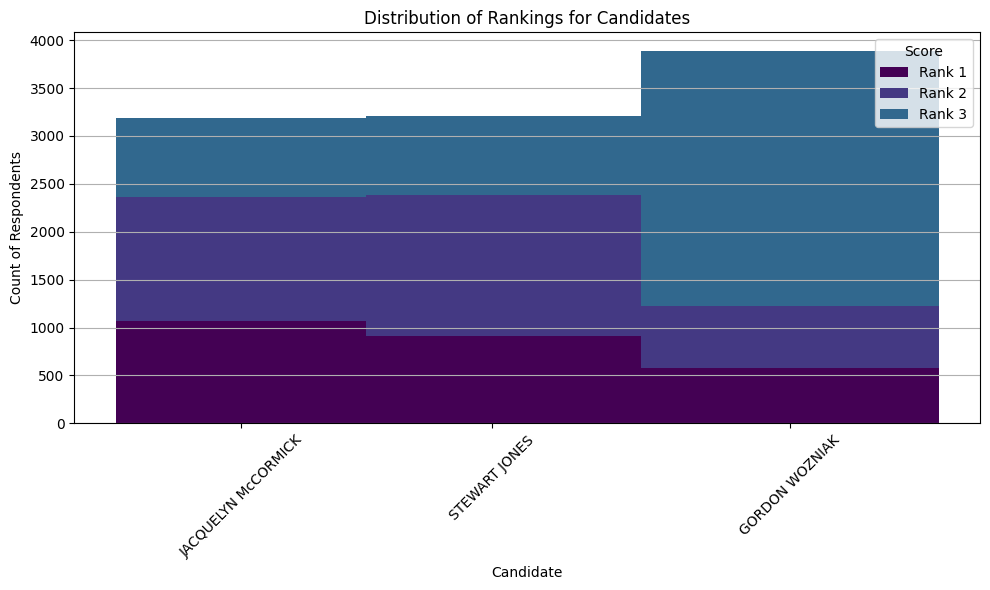 Distribution of Rankings for Candidates
Count of Respondents
4000
3500
3000
2500
2000
1500
1000
500
0
Score
Rank 1
Rank 2
Rank 3
JACQUELYN McCORMICK
STEWART JONES
GORDON WOZNIAK
Candidate